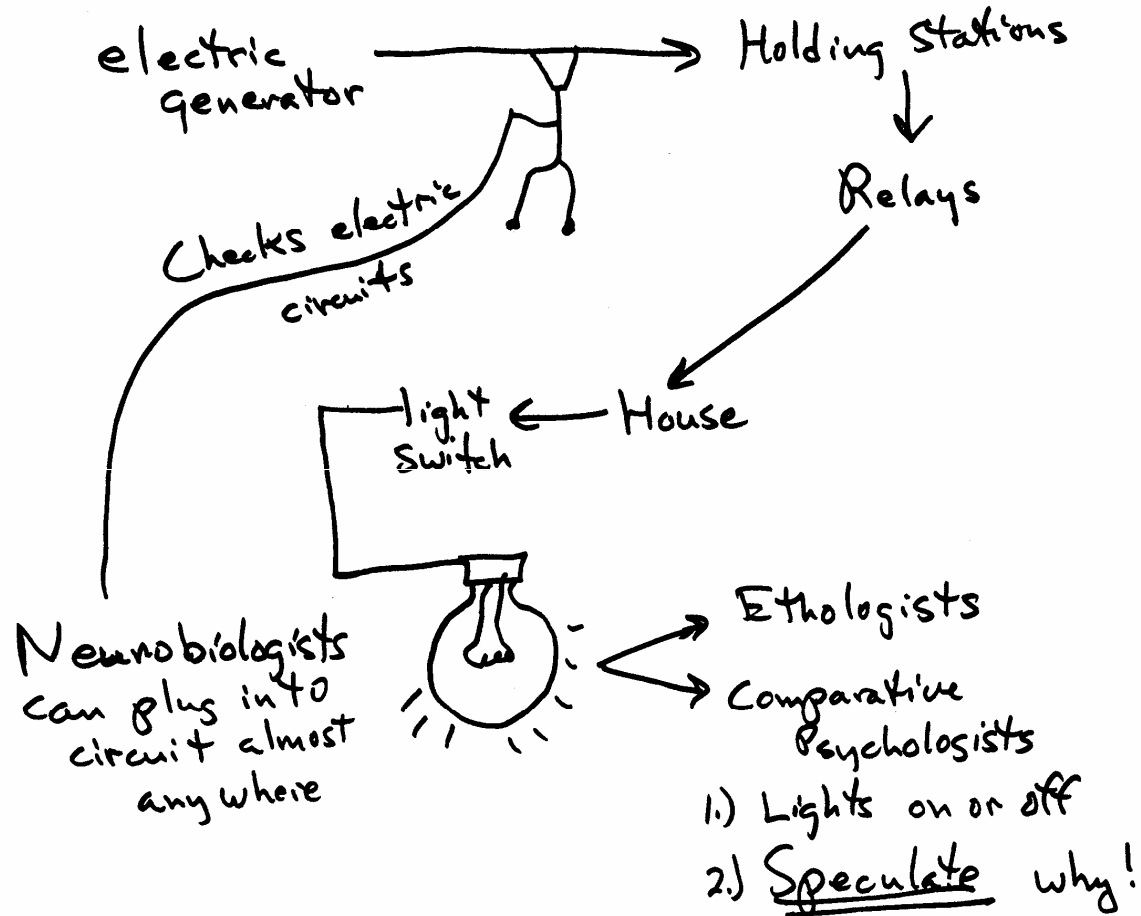 electric
generator
Holding Stations
Relays
Checks electric
circuits
House
light
switch
Neurobiologists
can plug into
circuit almost
anywhere
Ethologists
Comparative
Psychologists
1.) Lights on or off
2.) Speculate why!